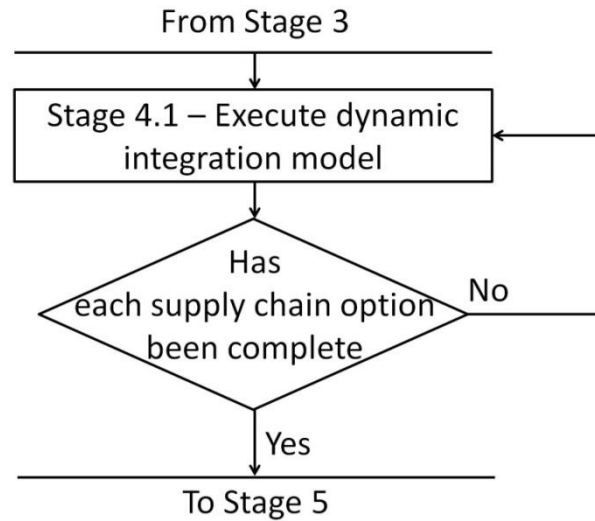 From Stage 3
Stage 4.1 – Execute dynamic
integration model
Has
each supply chain option
been complete
No
Yes
To Stage 5